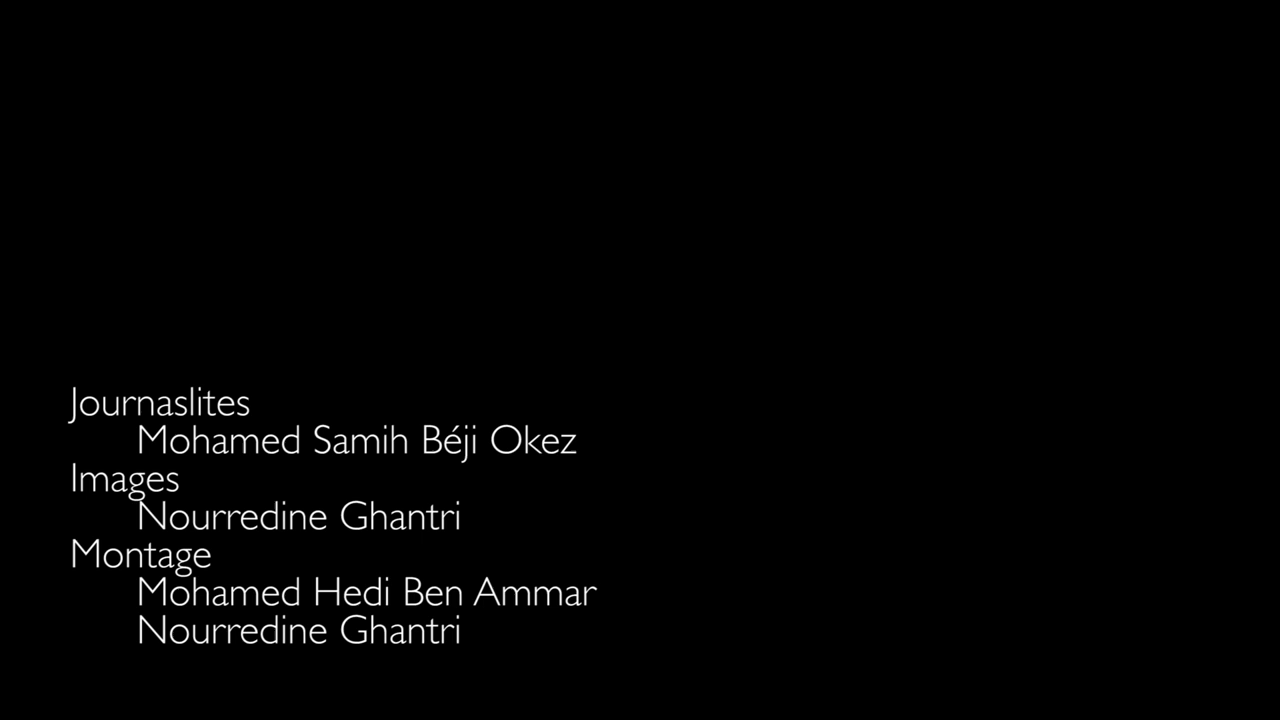 Journaslites
Mohamed Samih Béji Okez
Images
Nourredine Ghantri
Montage
Mohamed Hedi Ben Ammar
Nourredine Ghantri